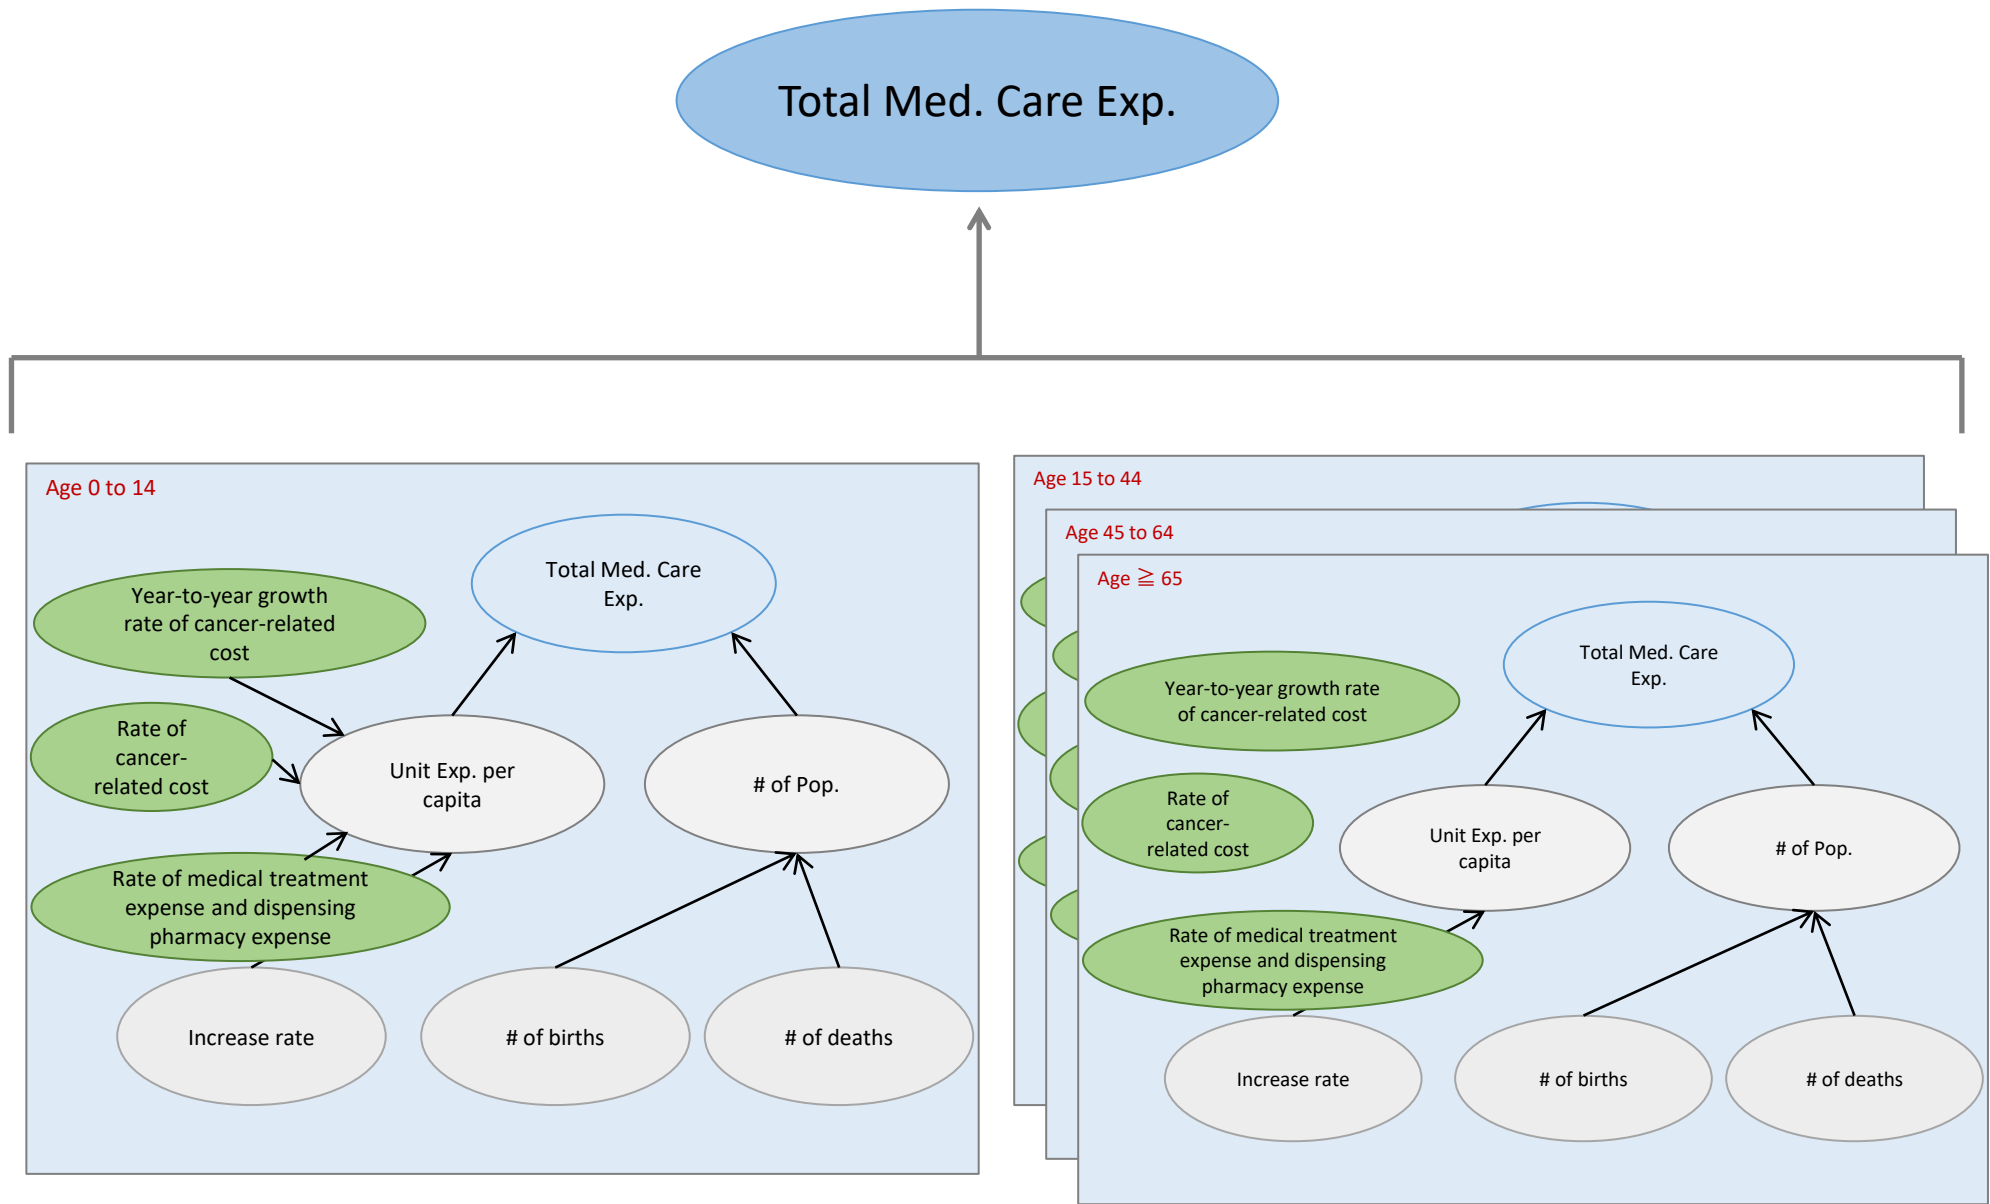 Total Med. Care Exp.
Age 0 to 14
Total Med. Care
Exp.
Year-to-year growth
rate of cancer-related
cost
Rate of
cancer-
related cost
Unit Exp. per
capita
# of Pop.
Rate of medical treatment
expense and dispensing
pharmacy expense
Increase rate
# of births
# of deaths
Age 15 to 44
Age 45 to 64
Age ≧ 65
Total Med. Care
Exp.
Year-to-year growth rate
of cancer-related cost
Rate of
cancer-
related cost
Unit Exp. per
capita
# of Pop.
Rate of medical treatment
expense and dispensing
pharmacy expense
Increase rate
# of births
# of deaths